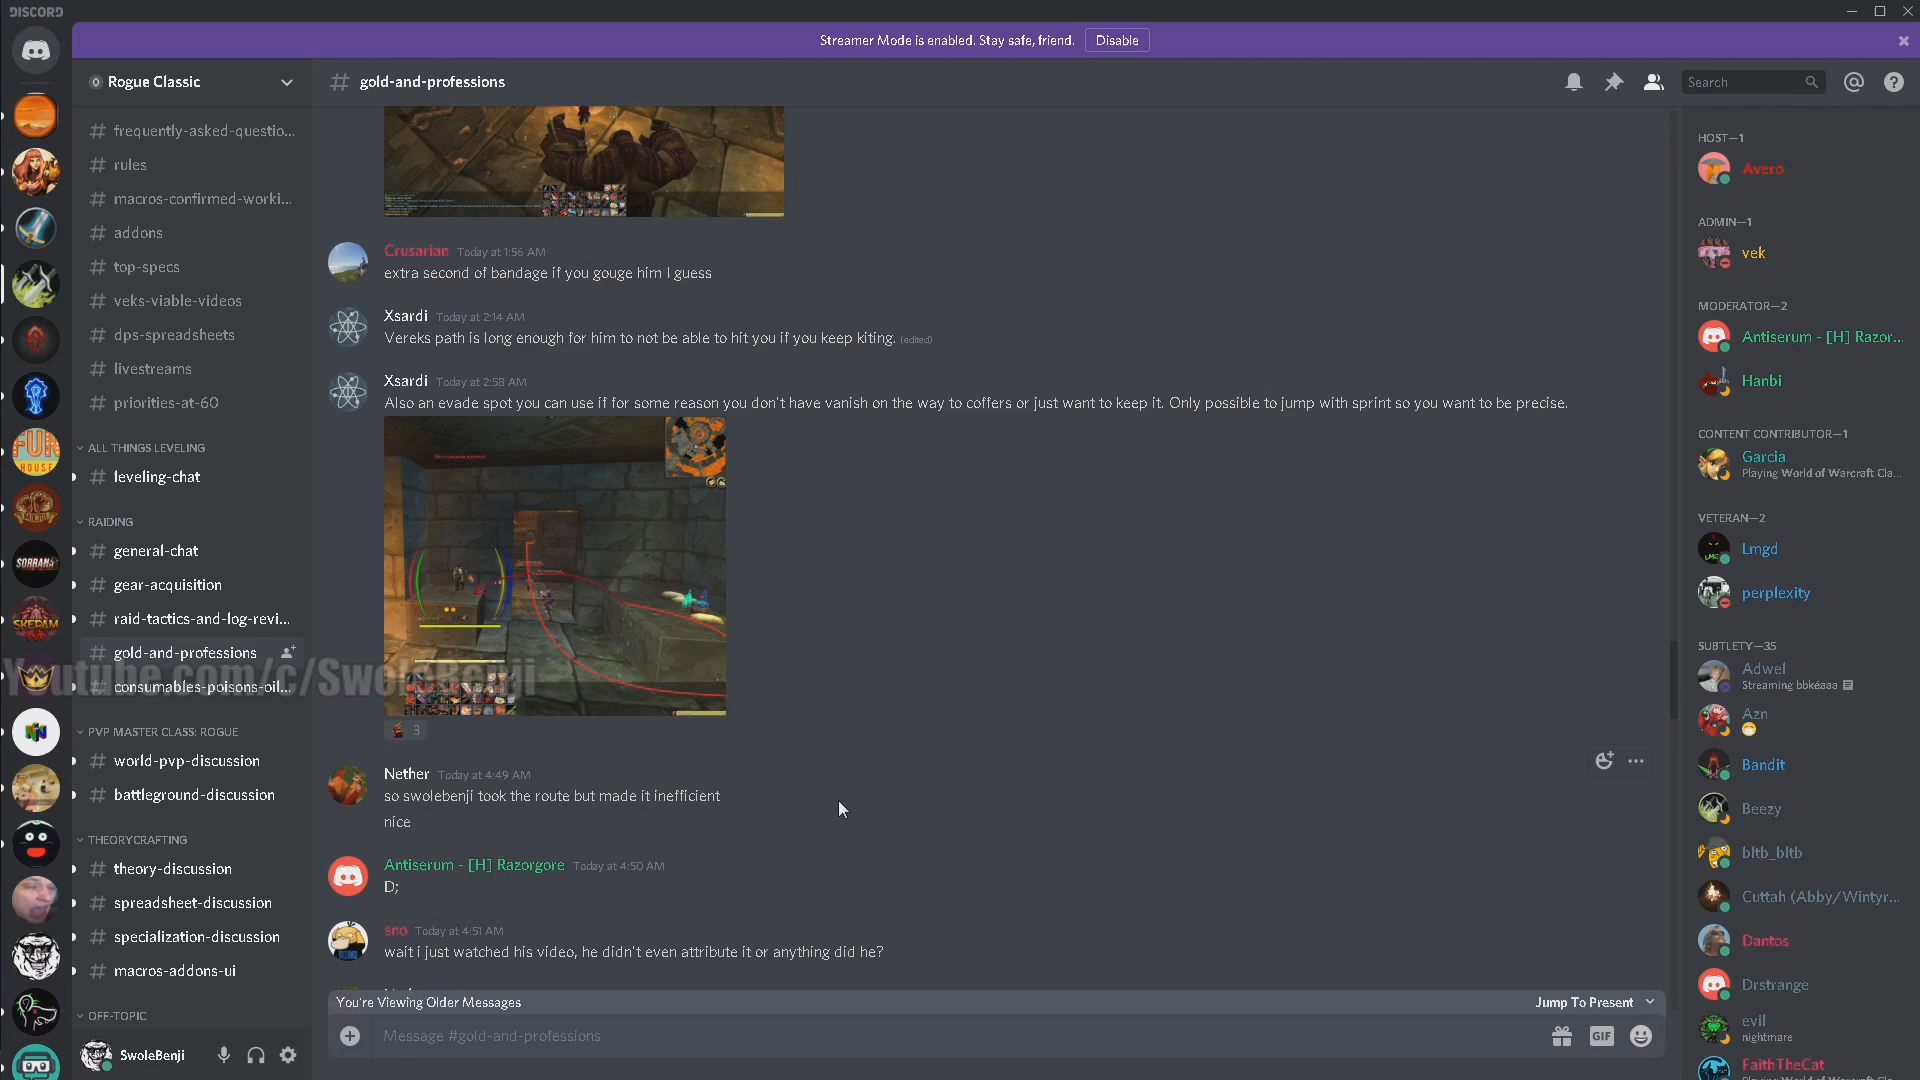 DISCORD
Streamer Mode is enabled. Stay safe, friend.
Disable
Rogue Classic
gold-and-professions
Search
frequently-asked-questio...
rules
macros-confirmed-worki...
addons
top-specs
veks-viable-videos
dps-spreadsheets
livestreams
priorities-at-60
ALL THINGS LEVELING
leveling-chat
RAIDING
general-chat
gear-acquisition
raid-tactics-and-log-revi...
gold-and-professions
consumables-poisons-oil...
Youtube.com/c/SwoleBenji
PVP MASTER CLASS: ROGUE
world-pvp-discussion
battleground-discussion
THEORYCRAFTING
theory-discussion
spreadsheet-discussion
specialization-discussion
macros-addons-ui
OFF-TOPIC
SwoleBenji
FUN
HOUSE
SKERAM
PVP
Crusarian Today at 1:56 AM
extra second of bandage if you gouge him I guess
Xsardi Today at 2:14 AM
Vereks path is long enough for him to not be able to hit you if you keep kiting. (edited)
Xsardi Today at 2:58 AM
Also an evade spot you can use if for some reason you don't have vanish on the way to coffers or just want to keep it. Only possible to jump with sprint so you want to be precise.
3
Nether Today at 4:49 AM
so swolebenji took the route but made it inefficient
nice
Antiserum - [H] Razorgore Today at 4:50 AM
D;
sno Today at 4:51 AM
wait i just watched his video, he didn't even attribute it or anything did he?
You're Viewing Older Messages
Jump To Present
Message #gold-and-professions
GIF
HOST—1
Avero
ADMIN—1
vek
MODERATOR—2
Antiserum - [H] Razor...
Hanbi
CONTENT CONTRIBUTOR—1
Garcia
Playing World of Warcraft Cla...
VETERAN—2
Lmgd
perplexity
SUBTLETY—35
Adwel
Streaming bbkéaaa
Azn
Bandit
Beezy
bltb_bltb
Cuttah (Abby/Wintyr...
Dantos
Drstrange
evil
nightmare
FaithTheCat